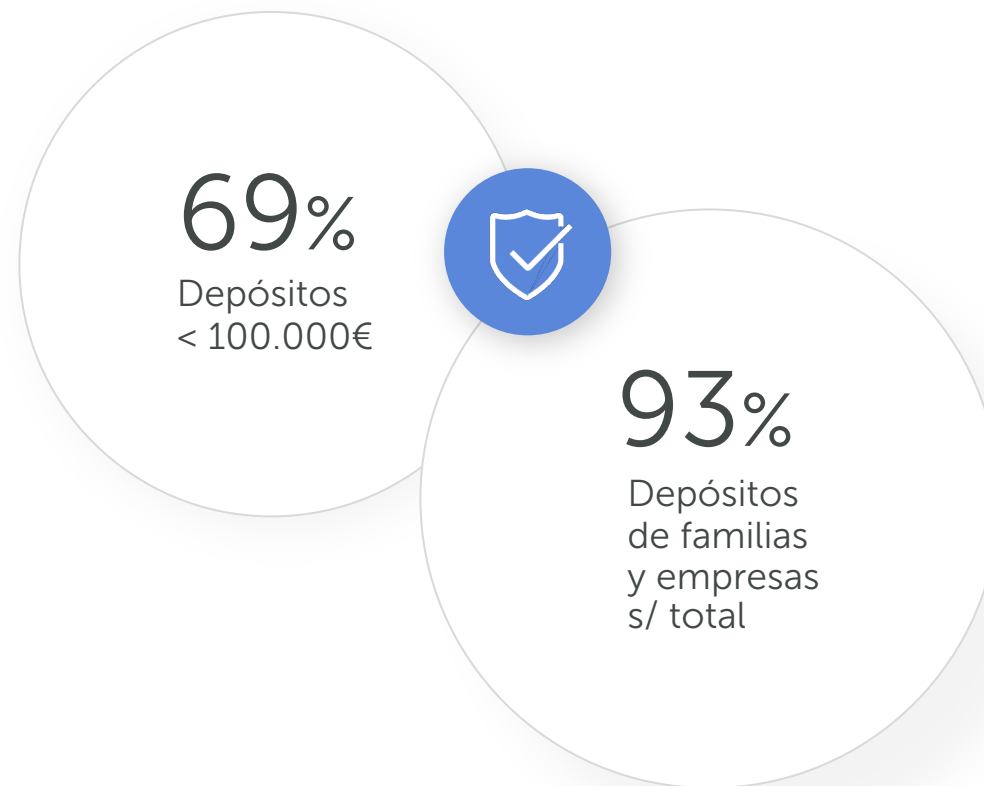 69%
Depósitos
< 100.000€
93%
Depósitos
de familias
y empresas
s/ total